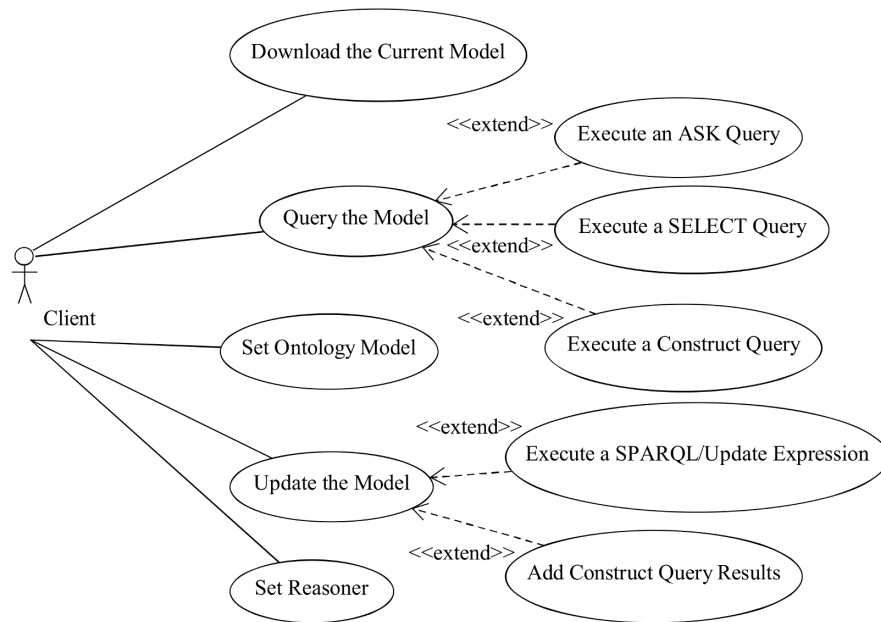 Download the Current Model
<<extend>>
Execute an ASK Query
Query the Model
Execute a SELECT Query
<<extend>>
Client
<<extend>>
Set Ontology Model
Execute a Construct Query
<<extend>>
Execute a SPARQL/Update Expression
Update the Model
<<extend>>
Set Reasoner
Add Construct Query Results